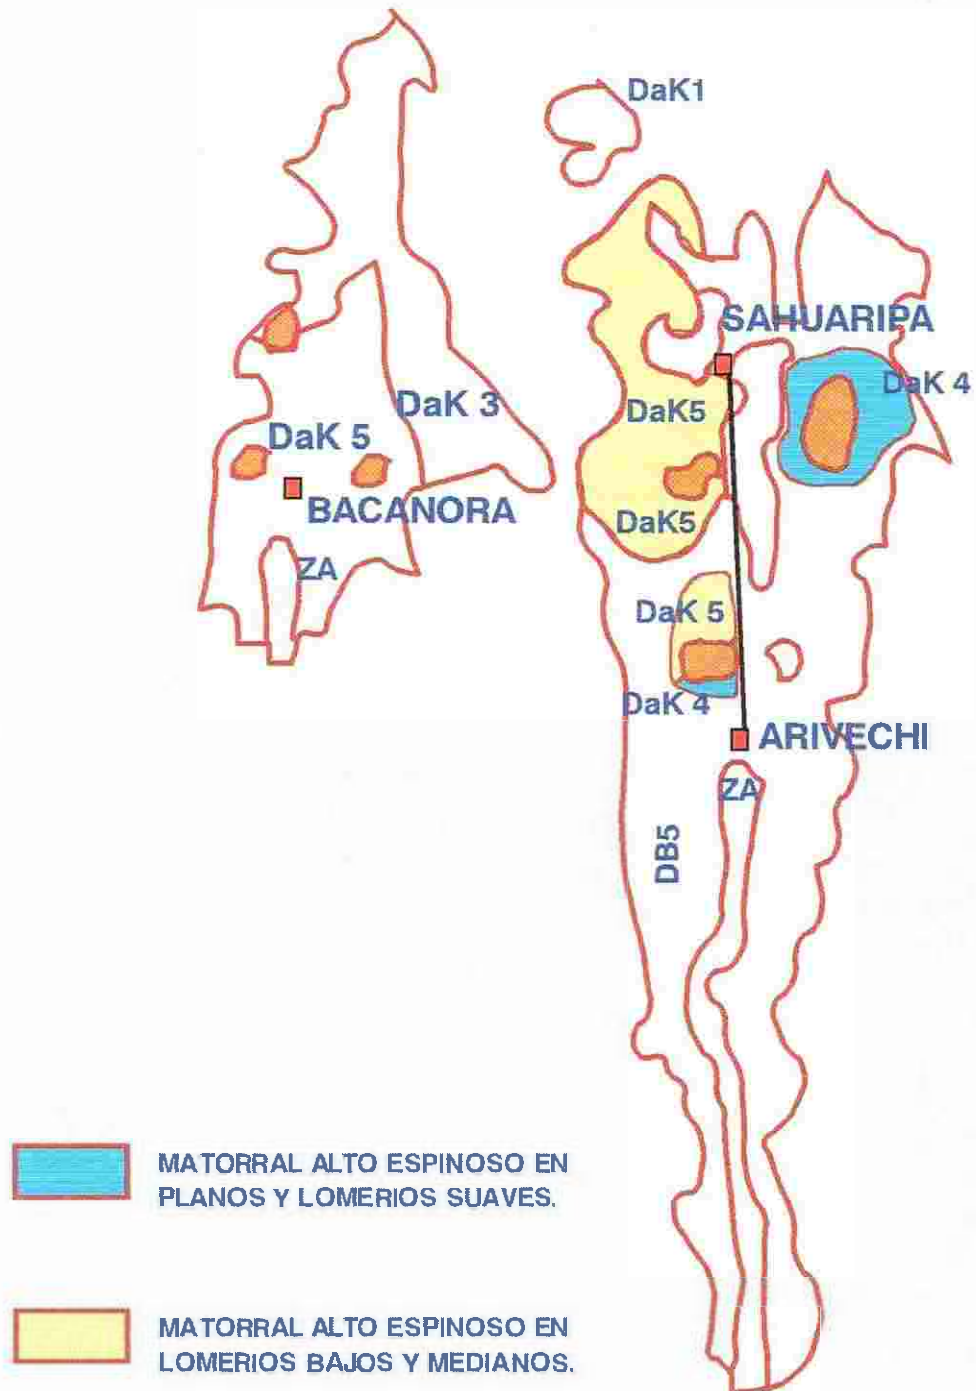 DaK1
SAHUARIPA
DaK 4
DaK 3
DaK5
DaK 5
BACANORA
DaK5
ZA
DaK 5
DaK 4
ARIVECHI
ZA
DB5
MATORRAL ALTO ESPINOSO EN
PLANOS Y LOMERIOS SUAVES.
MATORRAL ALTO ESPINOSO EN
LOMERIOS BAJOS Y MEDIANOS.